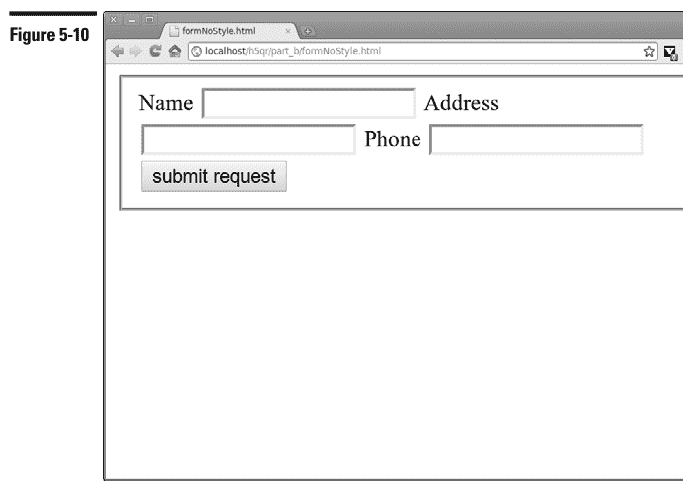 Figure 5-10
formNoStyle.html
localhost/h5qr/part_b/formNoStyle.html
Name Address
Phone
submit request